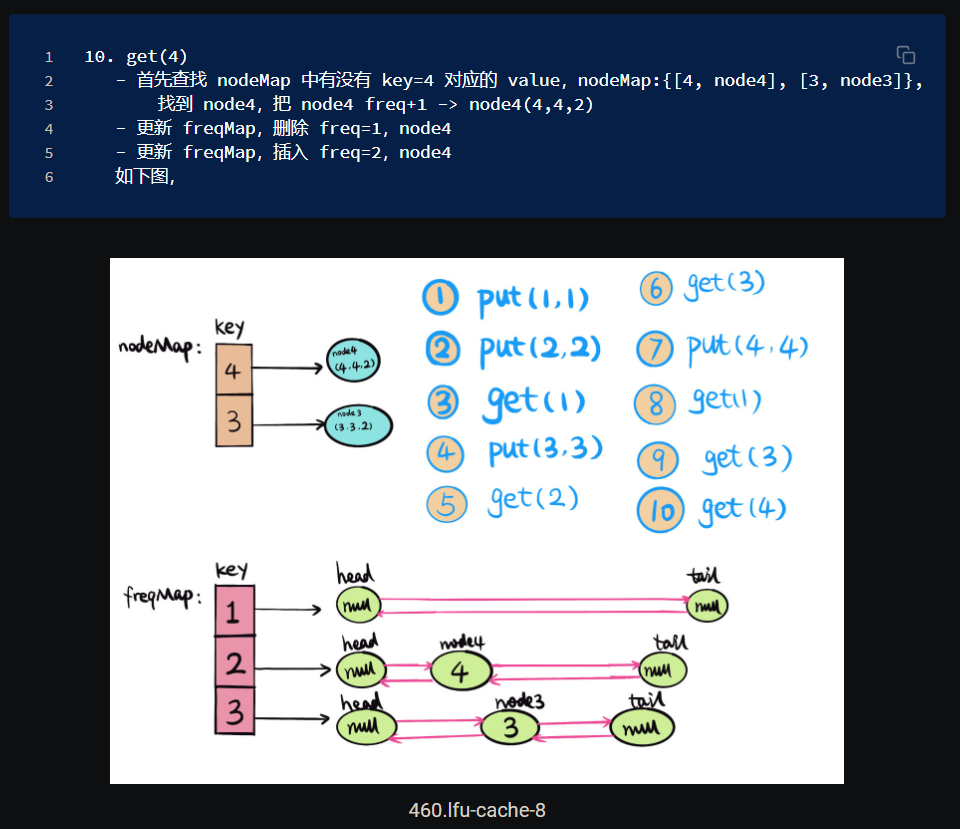 1 10. get(4)
2 - 首先查找 nodeMap 中有没有 key=4 对应的 value, nodeMap:{[4, node4], [3, node3]},
3 找到 node4, 把 node4 freq+1 -> node4(4,4,2)
4 - 更新 freqMap, 删除 freq=1, node4
5 - 更新 freqMap, 插入 freq=2, node4
6 如下图,
nodeMap:
key
4
3
node4
(4.4.2)
node3
(3.3.2)
① put(1,1)
② put(2,2)
③ get(1)
④ put(3,3)
⑤ get(2)
⑥ get(3)
⑦ put(4,4)
⑧ get(1)
⑨ get(3)
⑩ get(4)
freqMap:
key
1
2
3
head tail
null null
head node4 tail
null 4 null
head node3 tail
null 3 null
460.lfu-cache-8